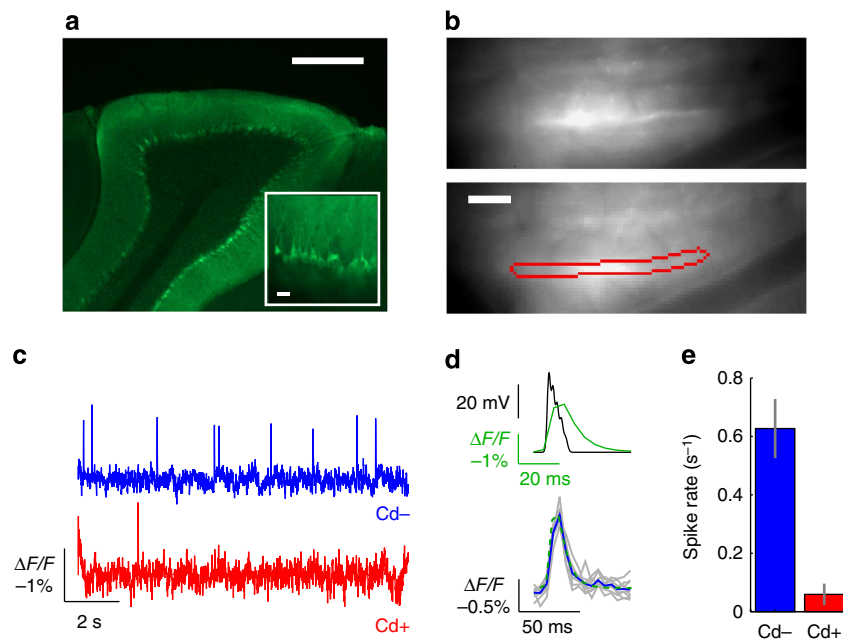 a
b
c
Cd–
Cd+
ΔF/F
–1%
2 s
d
20 mV
ΔF/F
–1%
20 ms
ΔF/F
–0.5%
50 ms
e
Spike rate (s–1)
0.8
0.6
0.4
0.2
0
Cd– Cd+